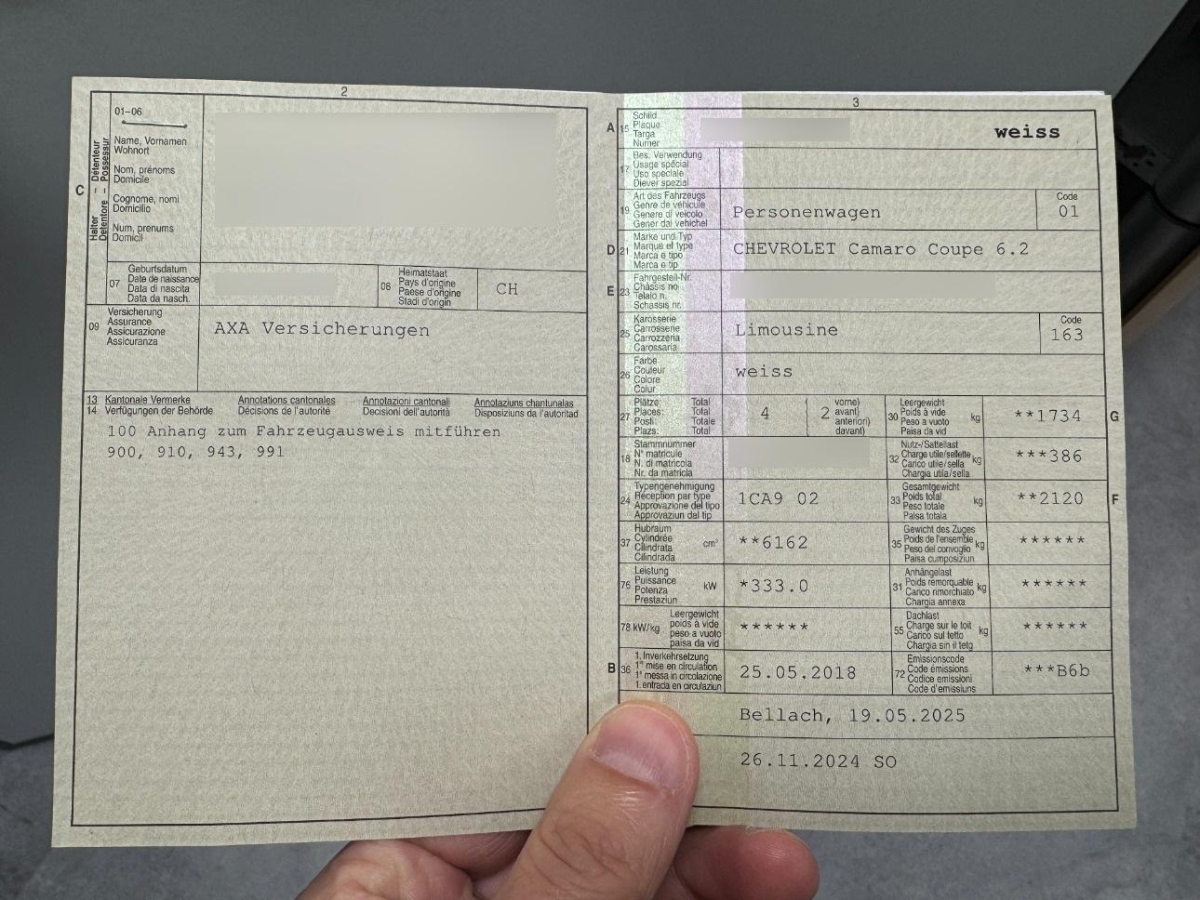 2
01–06
Halter – Détenteur
Detentore – Possessur
C
Name, Vornamen
Wohnort
Nom, prénoms
Domicile
Cognome, nomi
Domicilio
Num, prenums
Domicil
07
Geburtsdatum
Date de naissance
Data di nascita
Data da nasch.
06
Heimatstaat
Pays d'origine
Paese d'origine
Stadi d'origin
CH
09
Versicherung
Assurance
Assicurazione
Assicuranza
AXA Versicherungen
13 Kantonale Vermerke Annotations cantonales Annotazioni cantonali Annotaziuns chantunalas
14 Verfügungen der Behörde Décisions de l'autorité Decisioni dell'autorità Disposiziuns da l'autoritad
100 Anhang zum Fahrzeugausweis mitführen
900, 910, 943, 991
3
A 15
Schild
Plaque
Targa
Numer
weiss
17
Bes. Verwendung
Usage spécial
Uso speciale
Diever spezial
19
Art des Fahrzeugs
Genre de véhicule
Genere di veicolo
Gener dal vehichel
Personenwagen
Code
01
D 21
Marke und Typ
Marque et type
Marca e tipo
Marca e tip
CHEVROLET Camaro Coupe 6.2
E 23
Fahrgestell-Nr.
Châssis no
Telaio n.
Schassis nr.
25
Karosserie
Carrosserie
Carrozzeria
Carossaria
Limousine
Code
163
26
Farbe
Couleur
Colore
Colur
weiss
27
Plätze Total
Places: Total
Posti: Totale
Plazs: Total
4
2
vorne)
avant)
anteriori)
davant)
30
Leergewicht
Poids à vide
Peso a vuoto
Paisa da vid
kg
**1734
G
18
Stammnummer
N° matricule
N. di matricola
Nr. da matricla
32
Nutz-/Sattellast
Charge utile/sellette
Carico utile/sella
Chargia utila/sella
kg
***386
24
Typengenehmigung
Réception par type
Approvazione del tipo
Approvaziun dal tip
1CA9 02
33
Gesamtgewicht
Poids total
Peso totale
Paisa totala
kg
**2120
F
37
Hubraum
Cylindrée
Cilindrata
Cilindrada
cm³
**6162
35
Gewicht des Zuges
Poids de l'ensemble
Peso del convoglio
Paisa cumposiziun
kg
******
76
Leistung
Puissance
Potenza
Prestaziun
kW
*333.0
31
Anhängelast
Poids remorquable
Carico rimorchiato
Chargia annexa
kg
******
78 kW/kg
Leergewicht
poids à vide
peso a vuoto
paisa da vid
******
55
Dachlast
Charge sur le toit
Carico sul tetto
Chargia sin il tetg
kg
******
B 36
1. Inverkehrsetzung
1re mise en circulation
1a messa in circolazione
1. entrada en circulaziun
25.05.2018
72
Emissionscode
Code émissions
Codice emissioni
Code d'emissiuns
***B6b
Bellach, 19.05.2025
26.11.2024 SO